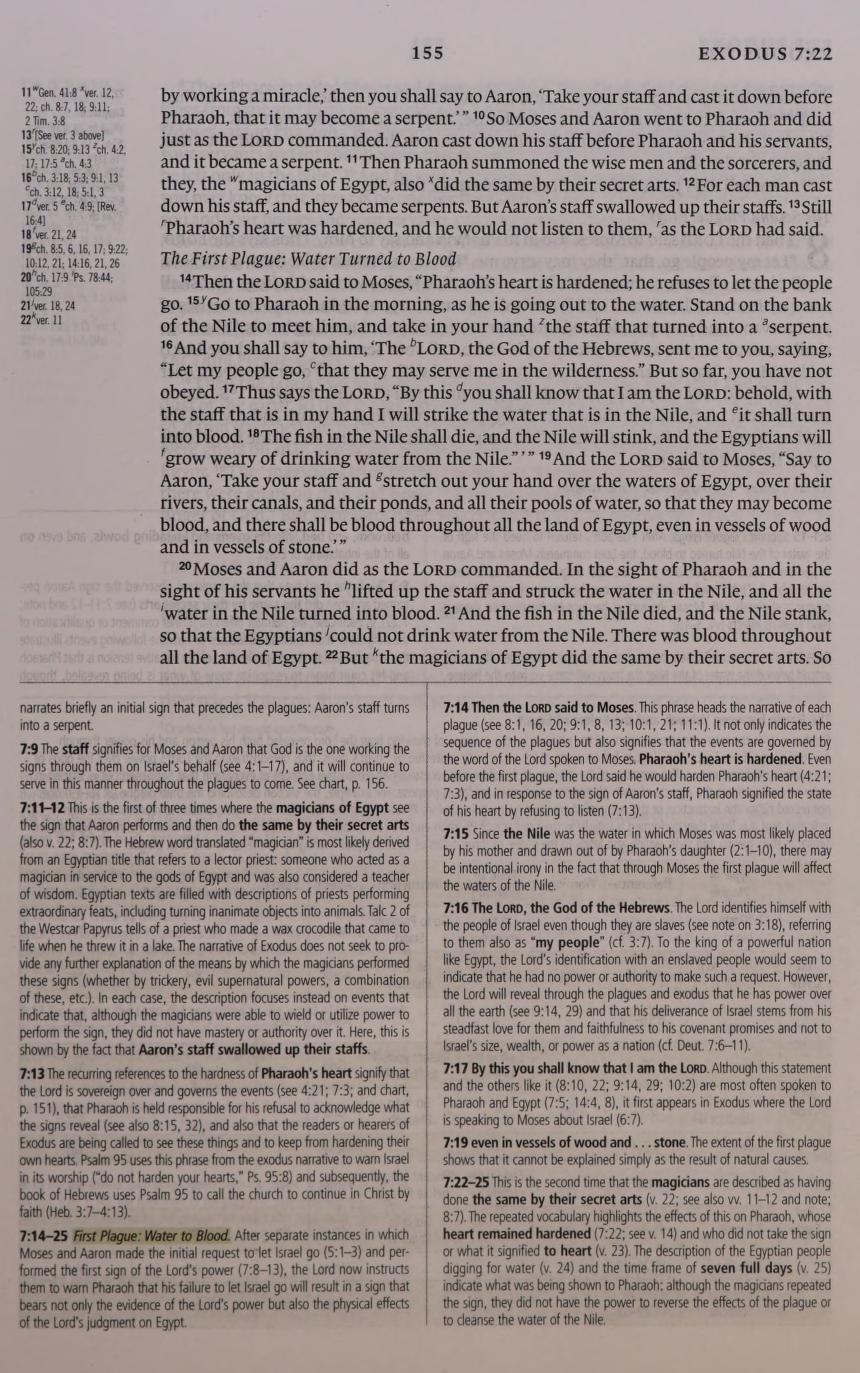 155
EXODUS 7:22
11 w Gen. 41:8 x ver. 12,
22; ch. 8:7, 18; 9:11;
2 Tim. 3:8
13 r [See ver. 3 above]
15 y ch. 8:20; 9:13 z ch. 4:2,
17; 17:5 a ch. 4:3
16 b ch. 3:18; 5:3; 9:1, 13
c ch. 3:12, 18; 5:1, 3
17 d ver. 5 e ch. 4:9; [Rev.
16:4]
18 f ver. 21, 24
19 g ch. 8:5, 6, 16, 17; 9:22;
10:12, 21; 14:16, 21, 26
20 h ch. 17:9 i Ps. 78:44;
105:29
21 j ver. 18, 24
22 k ver. 11
by working a miracle,’ then you shall say to Aaron, ‘Take your staff and cast it down before
Pharaoh, that it may become a serpent.’” 10 So Moses and Aaron went to Pharaoh and did
just as the LORD commanded. Aaron cast down his staff before Pharaoh and his servants,
and it became a serpent. 11 Then Pharaoh summoned the wise men and the sorcerers, and
they, the w magicians of Egypt, also x did the same by their secret arts. 12 For each man cast
down his staff, and they became serpents. But Aaron’s staff swallowed up their staffs. 13 Still
r Pharaoh’s heart was hardened, and he would not listen to them, r as the LORD had said.
The First Plague: Water Turned to Blood
14 Then the LORD said to Moses, “Pharaoh’s heart is hardened; he refuses to let the people
go. 15 y Go to Pharaoh in the morning, as he is going out to the water. Stand on the bank
of the Nile to meet him, and take in your hand z the staff that turned into a a serpent.
16 And you shall say to him, ‘The b LORD, the God of the Hebrews, sent me to you, saying,
“Let my people go, c that they may serve me in the wilderness.” But so far, you have not
obeyed. 17 Thus says the LORD, “By this d you shall know that I am the LORD: behold, with
the staff that is in my hand I will strike the water that is in the Nile, and e it shall turn
into blood. 18 The fish in the Nile shall die, and the Nile will stink, and the Egyptians will
f grow weary of drinking water from the Nile.”’” 19 And the LORD said to Moses, “Say to
Aaron, ‘Take your staff and g stretch out your hand over the waters of Egypt, over their
rivers, their canals, and their ponds, and all their pools of water, so that they may become
blood, and there shall be blood throughout all the land of Egypt, even in vessels of wood
and in vessels of stone.’”
20 Moses and Aaron did as the LORD commanded. In the sight of Pharaoh and in the
sight of his servants he h lifted up the staff and struck the water in the Nile, and all the
i water in the Nile turned into blood. 21 And the fish in the Nile died, and the Nile stank,
so that the Egyptians j could not drink water from the Nile. There was blood throughout
all the land of Egypt. 22 But k the magicians of Egypt did the same by their secret arts. So
narrates briefly an initial sign that precedes the plagues: Aaron’s staff turns
into a serpent.
7:9 The staff signifies for Moses and Aaron that God is the one working the
signs through them on Israel’s behalf (see 4:1–17), and it will continue to
serve in this manner throughout the plagues to come. See chart, p. 156.
7:11–12 This is the first of three times where the magicians of Egypt see
the sign that Aaron performs and then do the same by their secret arts
(also v. 22; 8:7). The Hebrew word translated “magician” is most likely derived
from an Egyptian title that refers to a lector priest: someone who acted as a
magician in service to the gods of Egypt and was also considered a teacher
of wisdom. Egyptian texts are filled with descriptions of priests performing
extraordinary feats, including turning inanimate objects into animals. Talc 2 of
the Westcar Papyrus tells of a priest who made a wax crocodile that came to
life when he threw it in a lake. The narrative of Exodus does not seek to pro-
vide any further explanation of the means by which the magicians performed
these signs (whether by trickery, evil supernatural powers, a combination
of these, etc.). In each case, the description focuses instead on events that
indicate that, although the magicians were able to wield or utilize power to
perform the sign, they did not have mastery or authority over it. Here, this is
shown by the fact that Aaron’s staff swallowed up their staffs.
7:13 The recurring references to the hardness of Pharaoh’s heart signify that
the Lord is sovereign over and governs the events (see 4:21; 7:3; and chart,
p. 151), that Pharaoh is held responsible for his refusal to acknowledge what
the signs reveal (see also 8:15, 32), and also that the readers or hearers of
Exodus are being called to see these things and to keep from hardening their
own hearts. Psalm 95 uses this phrase from the exodus narrative to warn Israel
in its worship (“do not harden your hearts,” Ps. 95:8) and subsequently, the
book of Hebrews uses Psalm 95 to call the church to continue in Christ by
faith (Heb. 3:7–4:13).
7:14–25 First Plague: Water to Blood. After separate instances in which
Moses and Aaron made the initial request to let Israel go (5:1–3) and per-
formed the first sign of the Lord’s power (7:8–13), the Lord now instructs
them to warn Pharaoh that his failure to let Israel go will result in a sign that
bears not only the evidence of the Lord’s power but also the physical effects
of the Lord’s judgment on Egypt.
7:14 Then the LORD said to Moses. This phrase heads the narrative of each
plague (see 8:1, 16, 20; 9:1, 8, 13; 10:1, 21; 11:1). It not only indicates the
sequence of the plagues but also signifies that the events are governed by
the word of the Lord spoken to Moses. Pharaoh’s heart is hardened. Even
before the first plague, the Lord said he would harden Pharaoh’s heart (4:21;
7:3), and in response to the sign of Aaron’s staff, Pharaoh signified the state
of his heart by refusing to listen (7:13).
7:15 Since the Nile was the water in which Moses was most likely placed
by his mother and drawn out of by Pharaoh’s daughter (2:1–10), there may
be intentional irony in the fact that through Moses the first plague will affect
the waters of the Nile.
7:16 The LORD, the God of the Hebrews. The Lord identifies himself with
the people of Israel even though they are slaves (see note on 3:18), referring
to them also as “my people” (cf. 3:7). To the king of a powerful nation
like Egypt, the Lord’s identification with an enslaved people would seem to
indicate that he had no power or authority to make such a request. However,
the Lord will reveal through the plagues and exodus that he has power over
all the earth (see 9:14, 29) and that his deliverance of Israel stems from his
steadfast love for them and faithfulness to his covenant promises and not to
Israel’s size, wealth, or power as a nation (cf. Deut. 7:6–11).
7:17 By this you shall know that I am the LORD. Although this statement
and the others like it (8:10, 22; 9:14, 29; 10:2) are most often spoken to
Pharaoh and Egypt (7:5; 14:4, 8), it first appears in Exodus where the Lord
is speaking to Moses about Israel (6:7).
7:19 even in vessels of wood and . . . stone. The extent of the first plague
shows that it cannot be explained simply as the result of natural causes.
7:22–25 This is the second time that the magicians are described as having
done the same by their secret arts (v. 22; see also vv. 11–12 and note;
8:7). The repeated vocabulary highlights the effects of this on Pharaoh, whose
heart remained hardened (7:22; see v. 14) and who did not take the sign
or what it signified to heart (v. 23). The description of the Egyptian people
digging for water (v. 24) and the time frame of seven full days (v. 25)
indicate what was being shown to Pharaoh: although the magicians repeated
the sign, they did not have the power to reverse the effects of the plague or
to cleanse the water of the Nile.